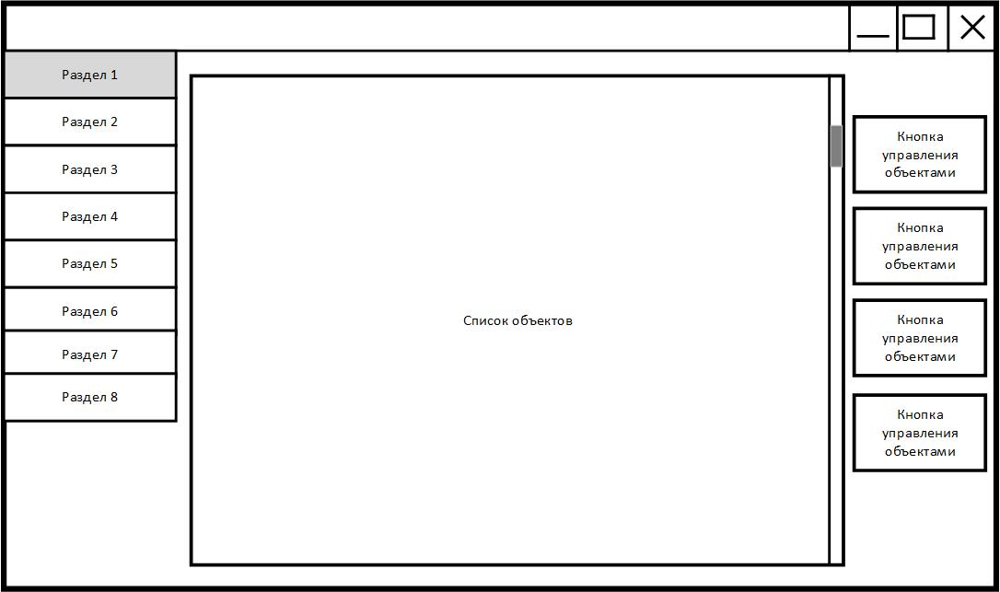 Раздел 1
Раздел 2
Раздел 3
Раздел 4
Раздел 5
Раздел 6
Раздел 7
Раздел 8
Список объектов
Кнопка
управления
объектами
Кнопка
управления
объектами
Кнопка
управления
объектами
Кнопка
управления
объектами